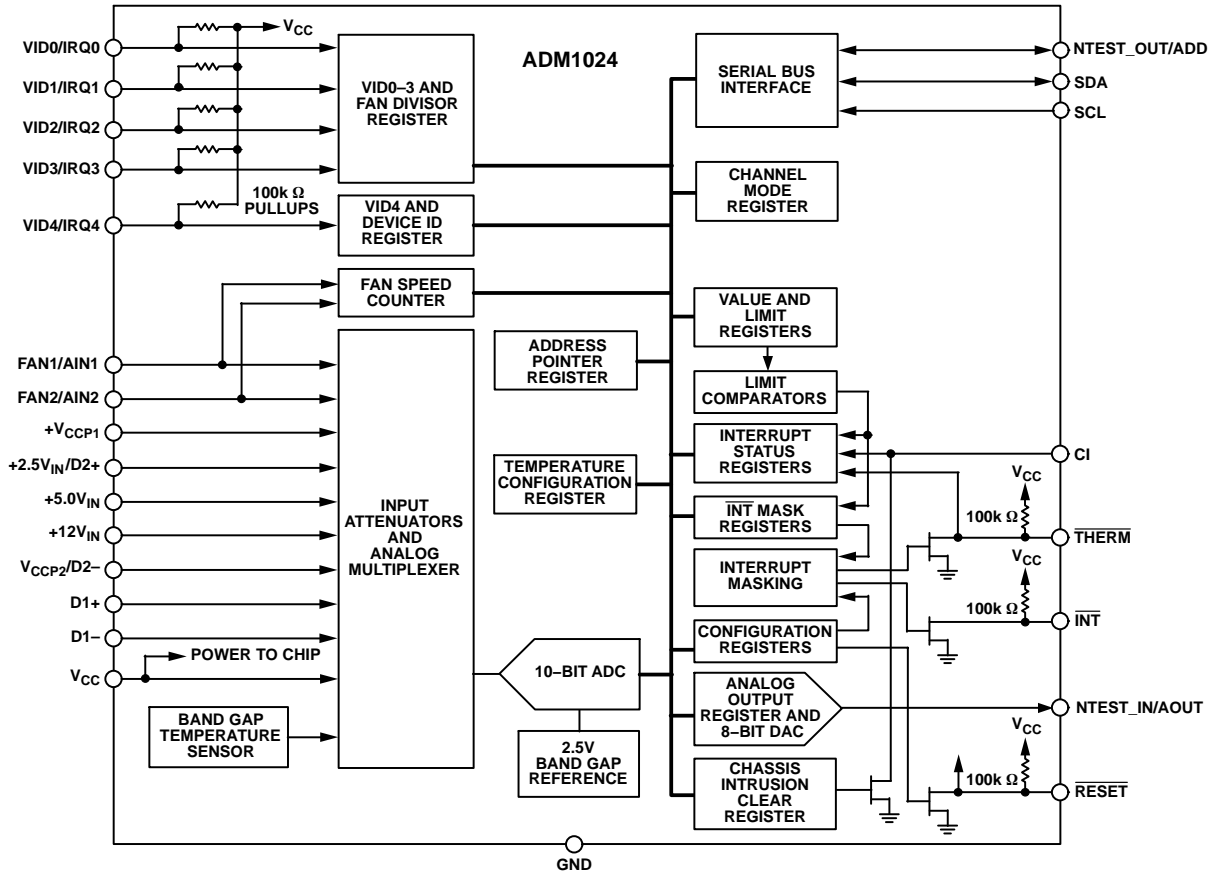 VID0/IRQ0
VID1/IRQ1
VID2/IRQ2
VID3/IRQ3
VID4/IRQ4
FAN1/AIN1
FAN2/AIN2
+VCCP1
+2.5VIN/D2+
+5.0VIN
+12VIN
VCCP2/D2–
D1+
D1–
VCC
VCC
100k Ω
PULLUPS
POWER TO CHIP
BAND GAP
TEMPERATURE
SENSOR
VID0–3 AND
FAN DIVISOR
REGISTER
VID4 AND
DEVICE ID
REGISTER
FAN SPEED
COUNTER
INPUT
ATTENUATORS
AND
ANALOG
MULTIPLEXER
ADM1024
ADDRESS
POINTER
REGISTER
TEMPERATURE
CONFIGURATION
REGISTER
10–BIT ADC
2.5V
BAND GAP
REFERENCE
SERIAL BUS
INTERFACE
CHANNEL
MODE
REGISTER
VALUE AND
LIMIT
REGISTERS
LIMIT
COMPARATORS
INTERRUPT
STATUS
REGISTERS
INT MASK
REGISTERS
INTERRUPT
MASKING
CONFIGURATION
REGISTERS
ANALOG
OUTPUT
REGISTER AND
8–BIT DAC
CHASSIS
INTRUSION
CLEAR
REGISTER
VCC
100k Ω
VCC
100k Ω
VCC
100k Ω
NTEST_OUT/ADD
SDA
SCL
CI
THERM
INT
NTEST_IN/AOUT
RESET
GND